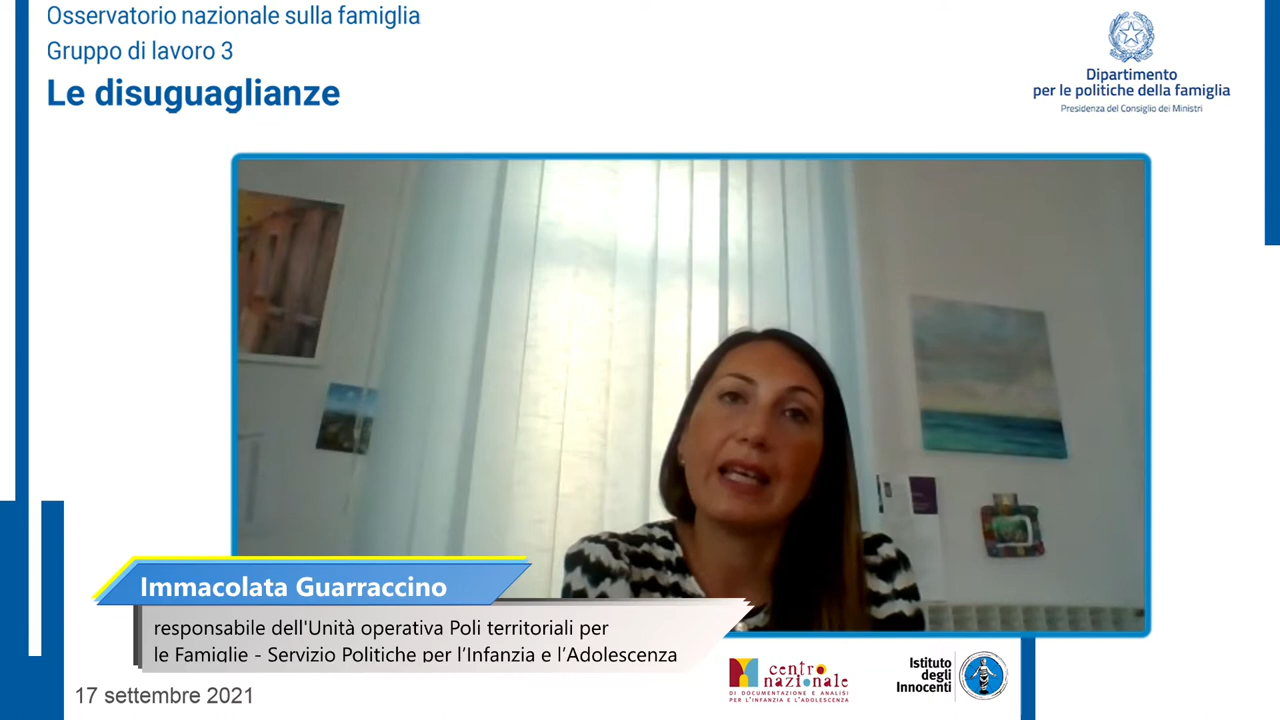 Osservatorio nazionale sulla famiglia
Gruppo di lavoro 3
Le disuguaglianze
Dipartimento
per le politiche della famiglia
Presidenza del Consiglio dei Ministri
Immacolata Guarraccino
responsabile dell'Unità operativa Poli territoriali per
le Famiglie - Servizio Politiche per l’Infanzia e l’Adolescenza
17 settembre 2021
centro
nazionale
DI DOCUMENTAZIONE E ANALISI
PER L'INFANZIA E L'ADOLESCENZA
Istituto
degli
Innocenti